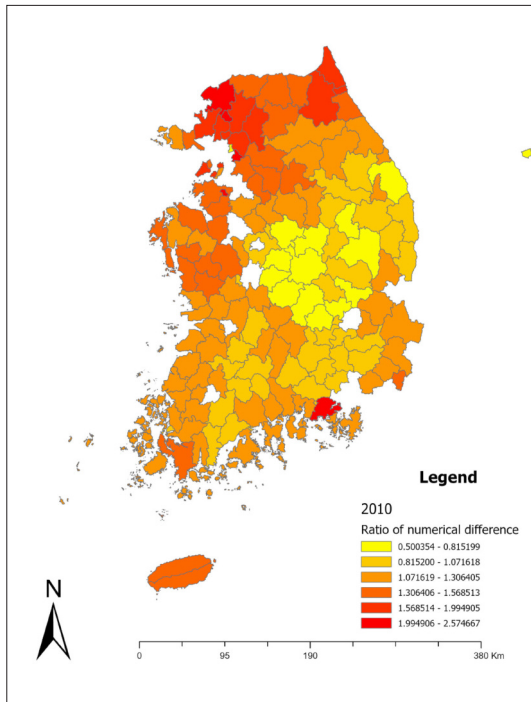 Legend
2010
Ratio of numerical difference
0.500354 - 0.815199
0.815200 - 1.071618
1.071619 - 1.306405
1.306406 - 1.568513
1.568514 - 1.994905
1.994906 - 2.574667
N
0 95 190 380 Km